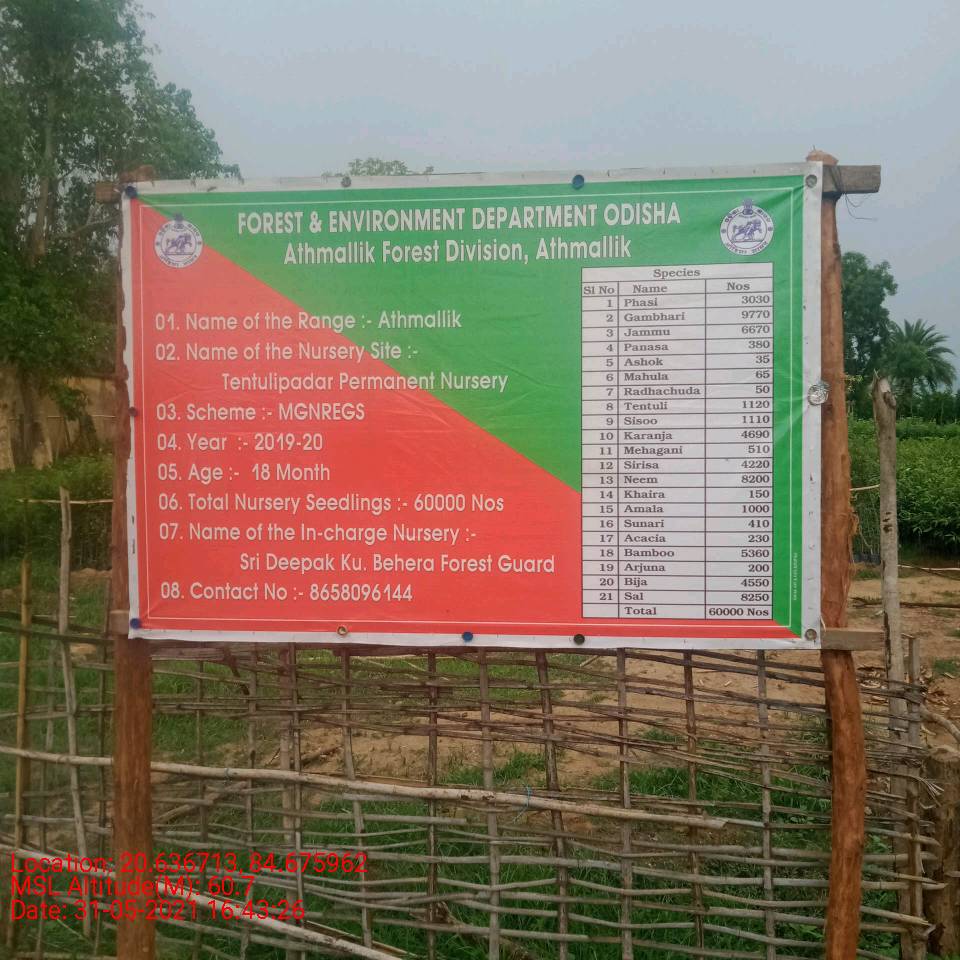 FOREST & ENVIRONMENT DEPARTMENT ODISHA
Athmallik Forest Division, Athmallik
01. Name of the Range :- Athmallik
02. Name of the Nursery Site :-
Tentulipadar Permanent Nursery
03. Scheme :- MGNREGS
04. Year :- 2019-20
05. Age :- 18 Month
06. Total Nursery Seedlings :- 60000 Nos
07. Name of the In-charge Nursery :-
Sri Deepak Ku. Behera Forest Guard
08. Contact No :- 8658096144
Species
Sl No Name Nos
1 Phasi 3030
2 Gambhari 9770
3 Jammu 6670
4 Panasa 380
5 Ashok 35
6 Mahula 65
7 Radhachuda 50
8 Tentuli 1120
9 Sisoo 1110
10 Karanja 4690
11 Mehagani 510
12 Sirisa 4220
13 Neem 8200
14 Khaira 150
15 Amala 1000
16 Sunari 410
17 Acacia 230
18 Bamboo 5360
19 Arjuna 200
20 Bija 4550
21 Sal 8250
Total 60000 Nos
Location: 20.636713, 84.675962
MSL Altitude(M): 60.7
Date: 31-05-2021 16:43:26